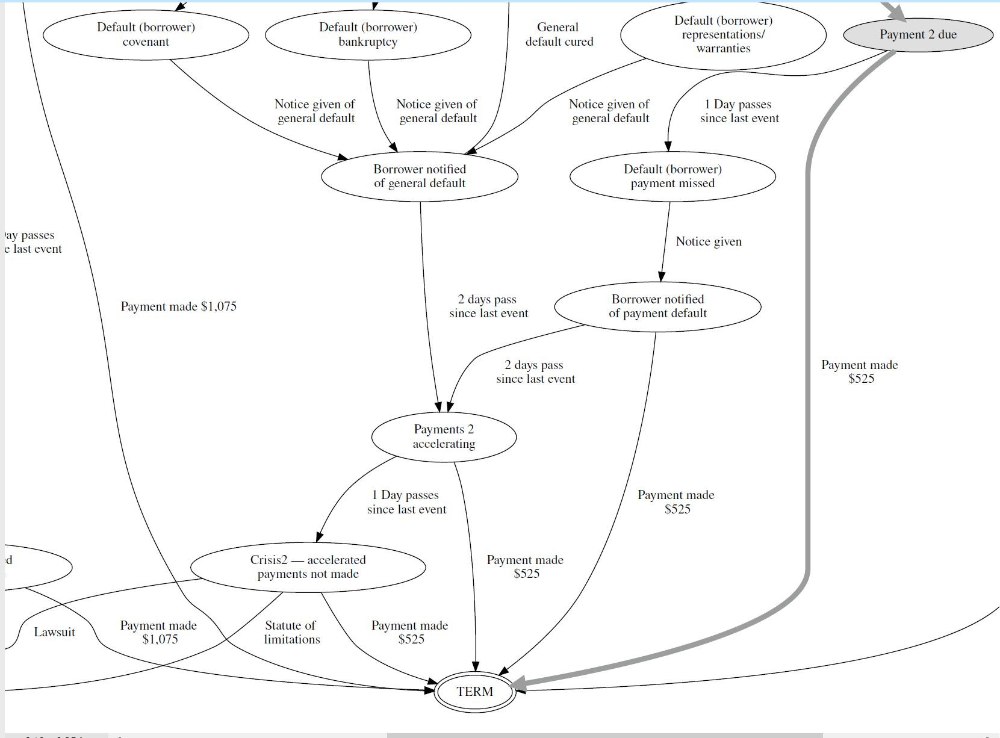 Default (borrower)
covenant
Default (borrower)
bankruptcy
General
default cured
Default (borrower)
representations/
warranties
Payment 2 due
Notice given of
general default
Notice given of
general default
Notice given of
general default
1 Day passes
since last event
Borrower notified
of general default
Default (borrower)
payment missed
ay passes
e last event
Notice given
Payment made $1,075
2 days pass
since last event
Borrower notified
of payment default
2 days pass
since last event
Payment made
$525
Payments 2
accelerating
1 Day passes
since last event
Payment made
$525
ed
Crisis2 — accelerated
payments not made
Payment made
$525
Lawsuit
Payment made
$1,075
Statute of
limitations
Payment made
$525
TERM